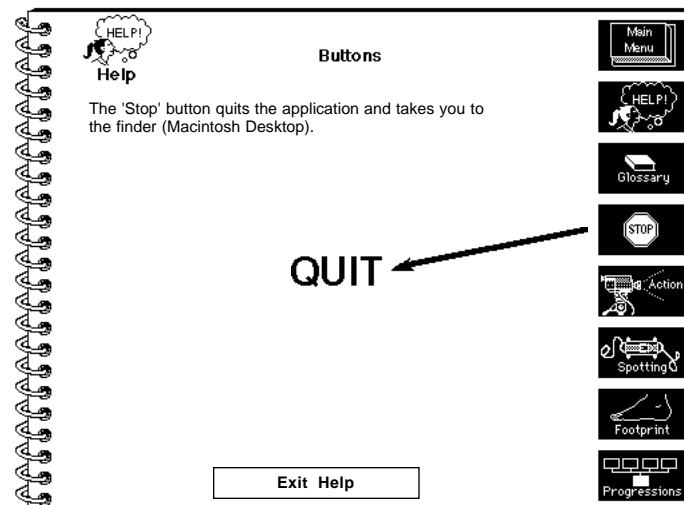 HELP!
Help
Buttons
The 'Stop' button quits the application and takes you to
the finder (Macintosh Desktop).
QUIT
Exit Help
Main
Menu
HELP!
Glossary
STOP
Action
Spotting
Footprint
Progressions